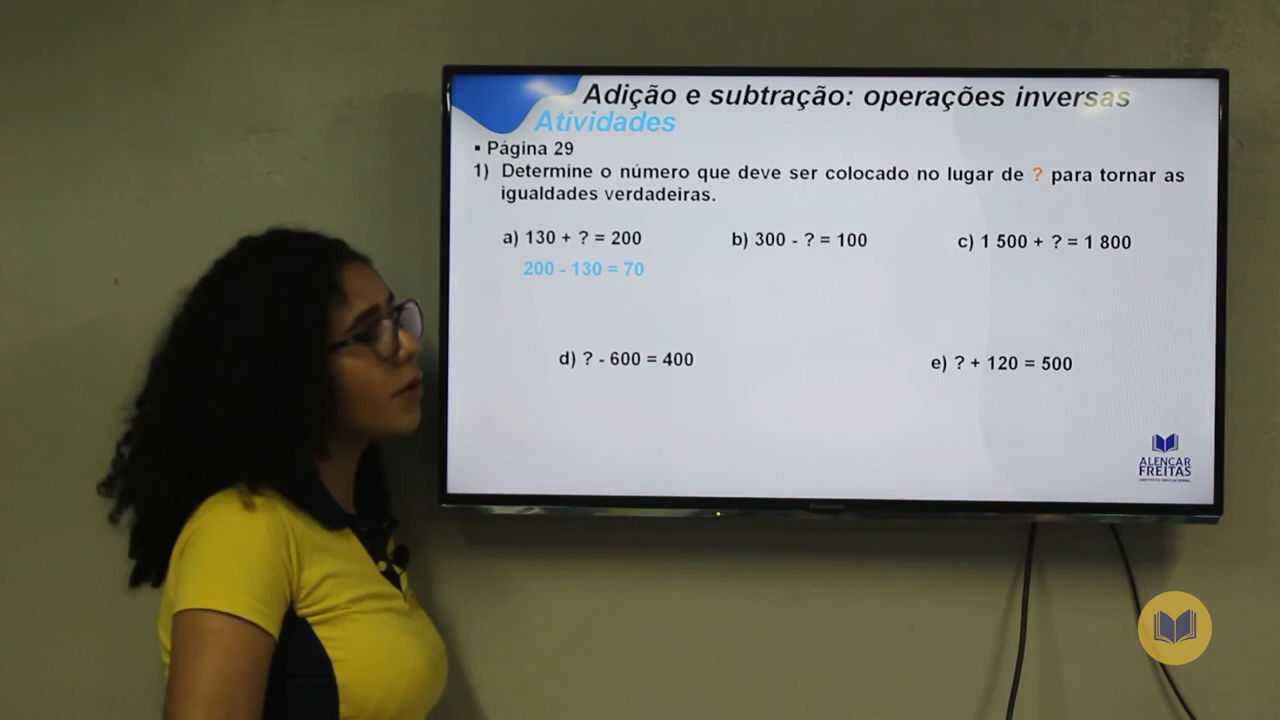 Adição e subtração: operações inversas
Atividades
▪ Página 29
1) Determine o número que deve ser colocado no lugar de ? para tornar as
igualdades verdadeiras.
a) 130 + ? = 200
b) 300 - ? = 100
c) 1 500 + ? = 1 800
200 - 130 = 70
d) ? - 600 = 400
e) ? + 120 = 500
ALENCAR
FREITAS